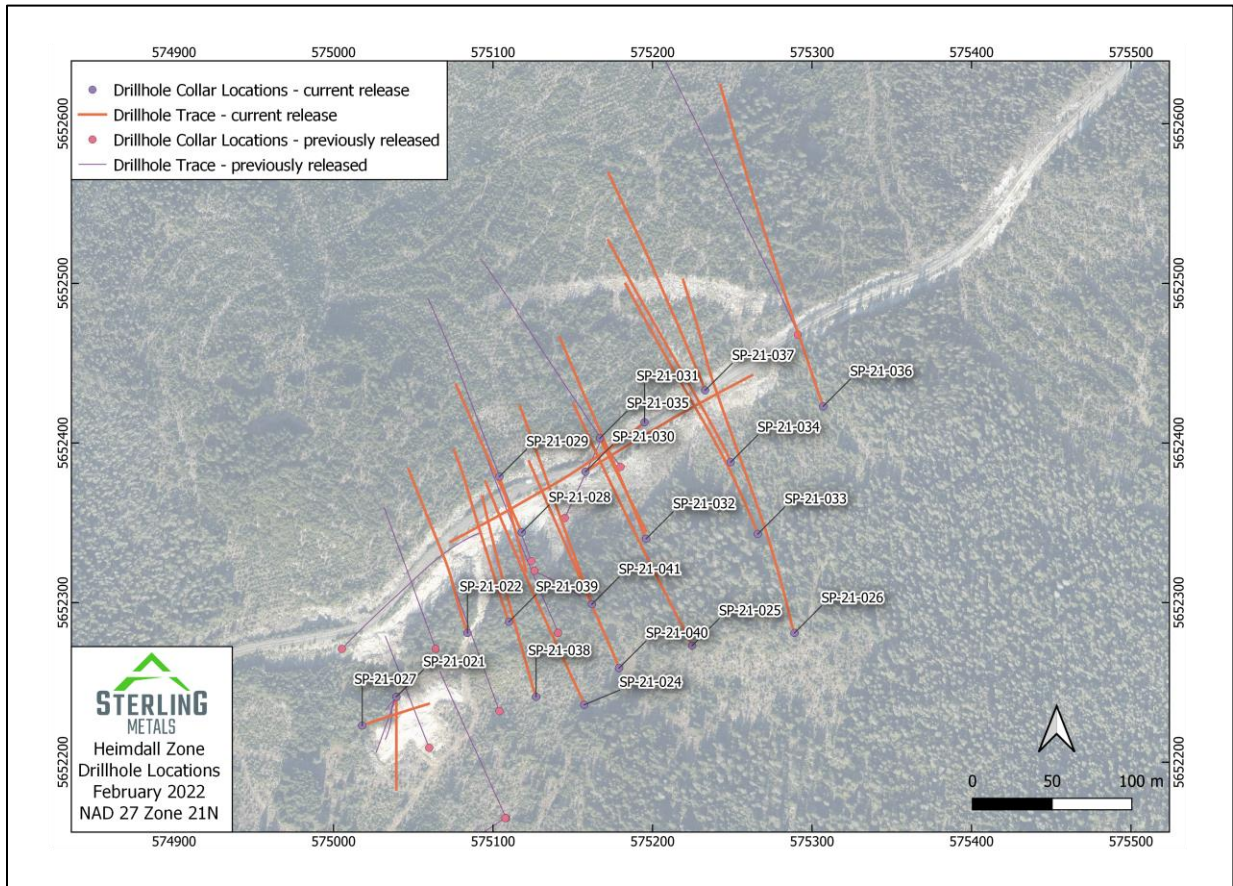 574900 575000 575100 575200 575300 575400 575500
Drillhole Collar Locations - current release
Drillhole Trace - current release
Drillhole Collar Locations - previously released
Drillhole Trace - previously released
5652600 5652600
5652500 5652500
SP-21-037
SP-21-031
SP-21-036
SP-21-035
5652400 5652400
SP-21-030
SP-21-029
SP-21-034
SP-21-028
SP-21-032
SP-21-033
SP-21-041
SP-21-022 SP-21-039
5652300 5652300
SP-21-025 SP-21-026
SP-21-040
SP-21-021
SP-21-038
SP-21-027
SP-21-024
5652200 5652200
STERLING
METALS
Heimdall Zone
Drillhole Locations
February 2022
NAD 27 Zone 21N
0 50 100 m
574900 575000 575100 575200 575300 575400 575500